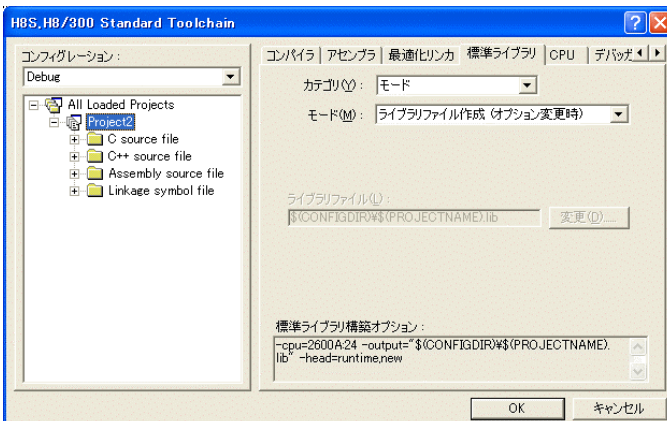 H8S,H8/300 Standard Toolchain
コンフィグレーション :
Debug
All Loaded Projects
Project2
C source file
C++ source file
Assembly source file
Linkage symbol file
コンパイラ アセンブラ 最適化リンカ 標準ライブラリ CPU デバッガ
カテゴリ(Y) : モード
モード(M) : ライブラリファイル作成 (オプション変更時)
ライブラリファイル(L) :
$(CONFIGDIR)¥$(PROJECTNAME).lib 変更(D)......
標準ライブラリ構築オプション :
-cpu=2600A:24 -output="$(CONFIGDIR)¥$(PROJECTNAME).
lib" -head=runtime,new
OK キャンセル